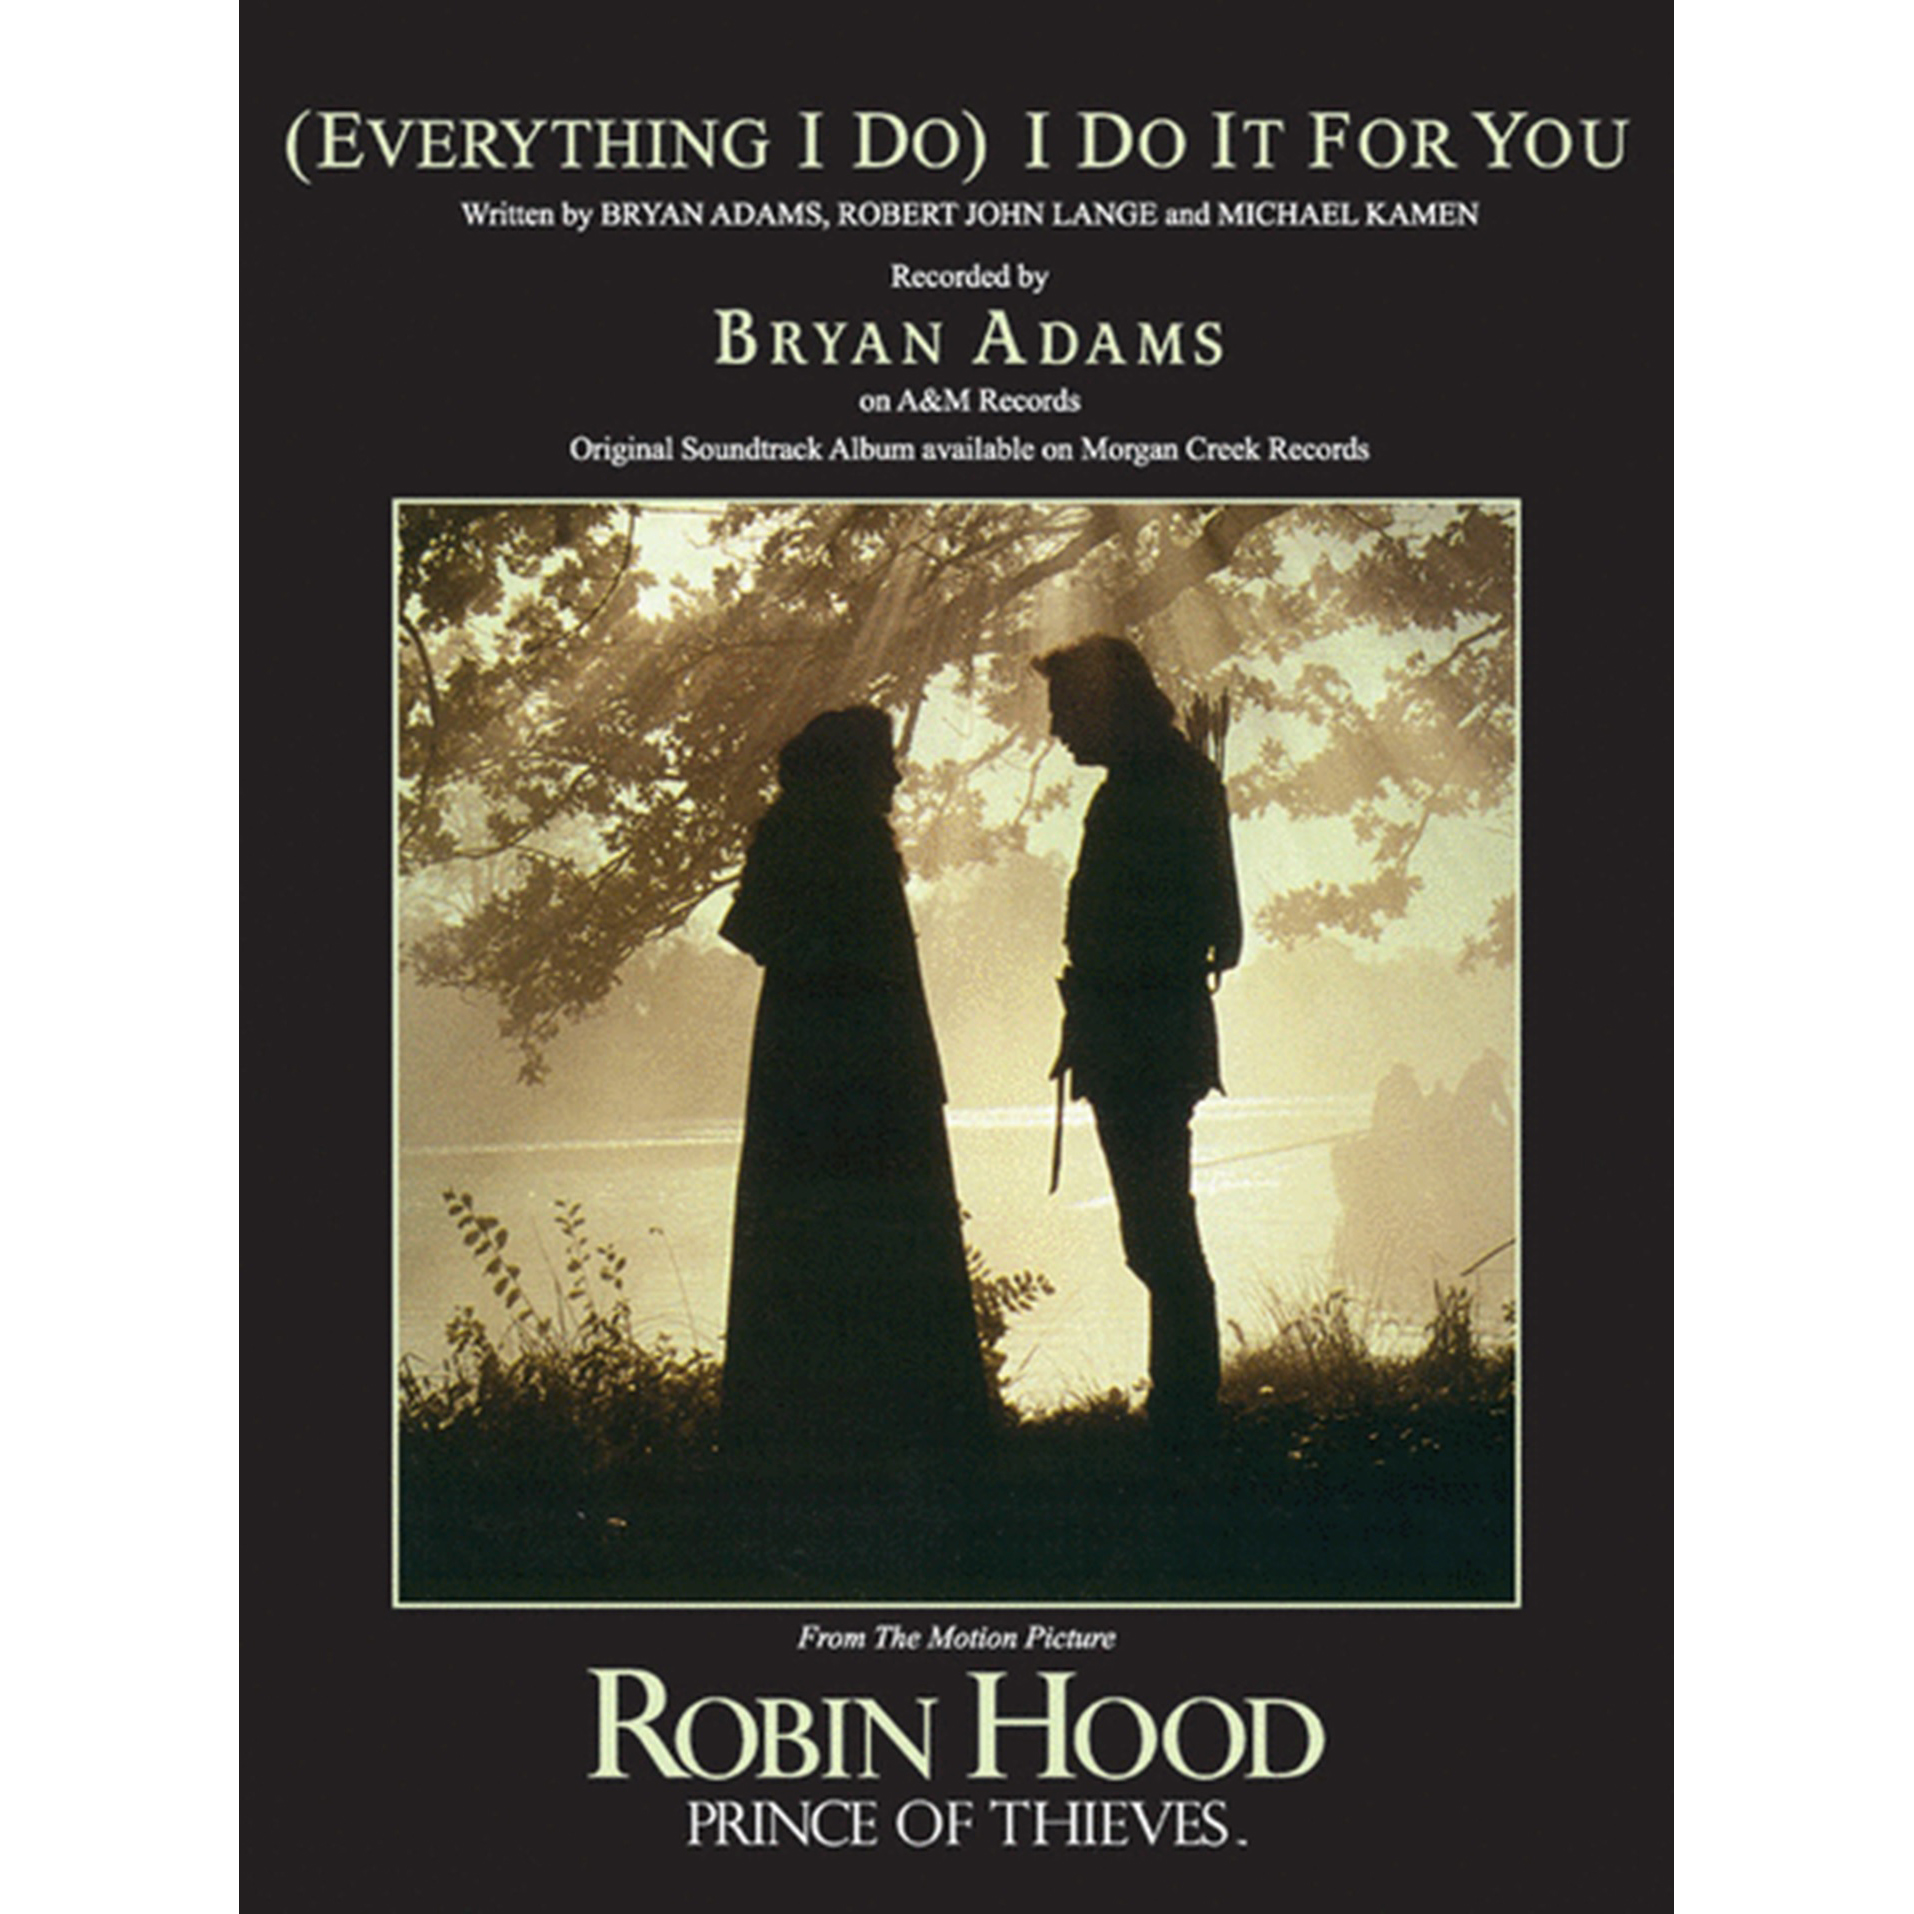 (EVERYTHING I DO) I DO IT FOR YOU
Written by BRYAN ADAMS, ROBERT JOHN LANGE and MICHAEL KAMEN
Recorded by
BRYAN ADAMS
on A&M Records
Original Soundtrack Album available on Morgan Creek Records
From The Motion Picture
ROBIN HOOD
PRINCE OF THIEVES